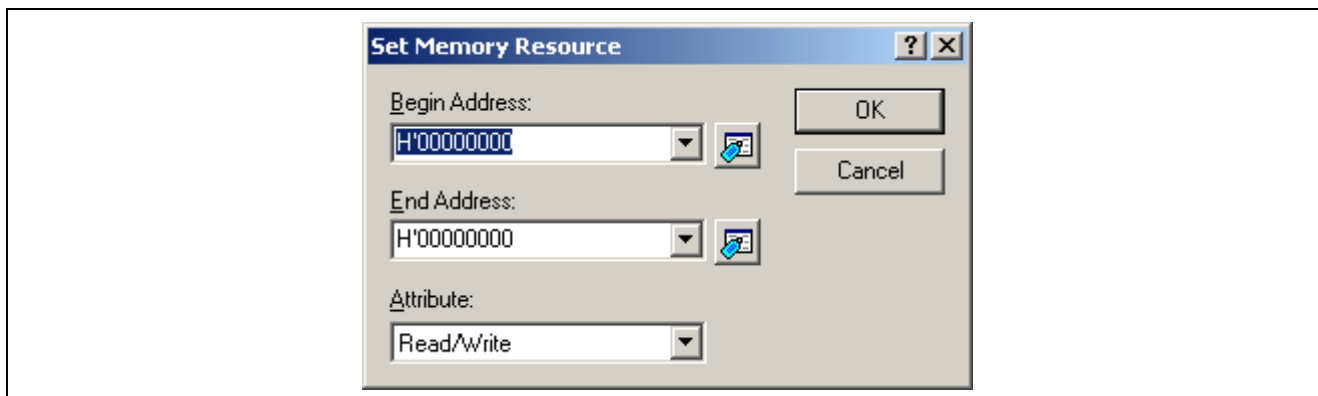 Set Memory Resource
Begin Address:
H'00000000
OK
Cancel
End Address:
H'00000000
Attribute:
Read/Write